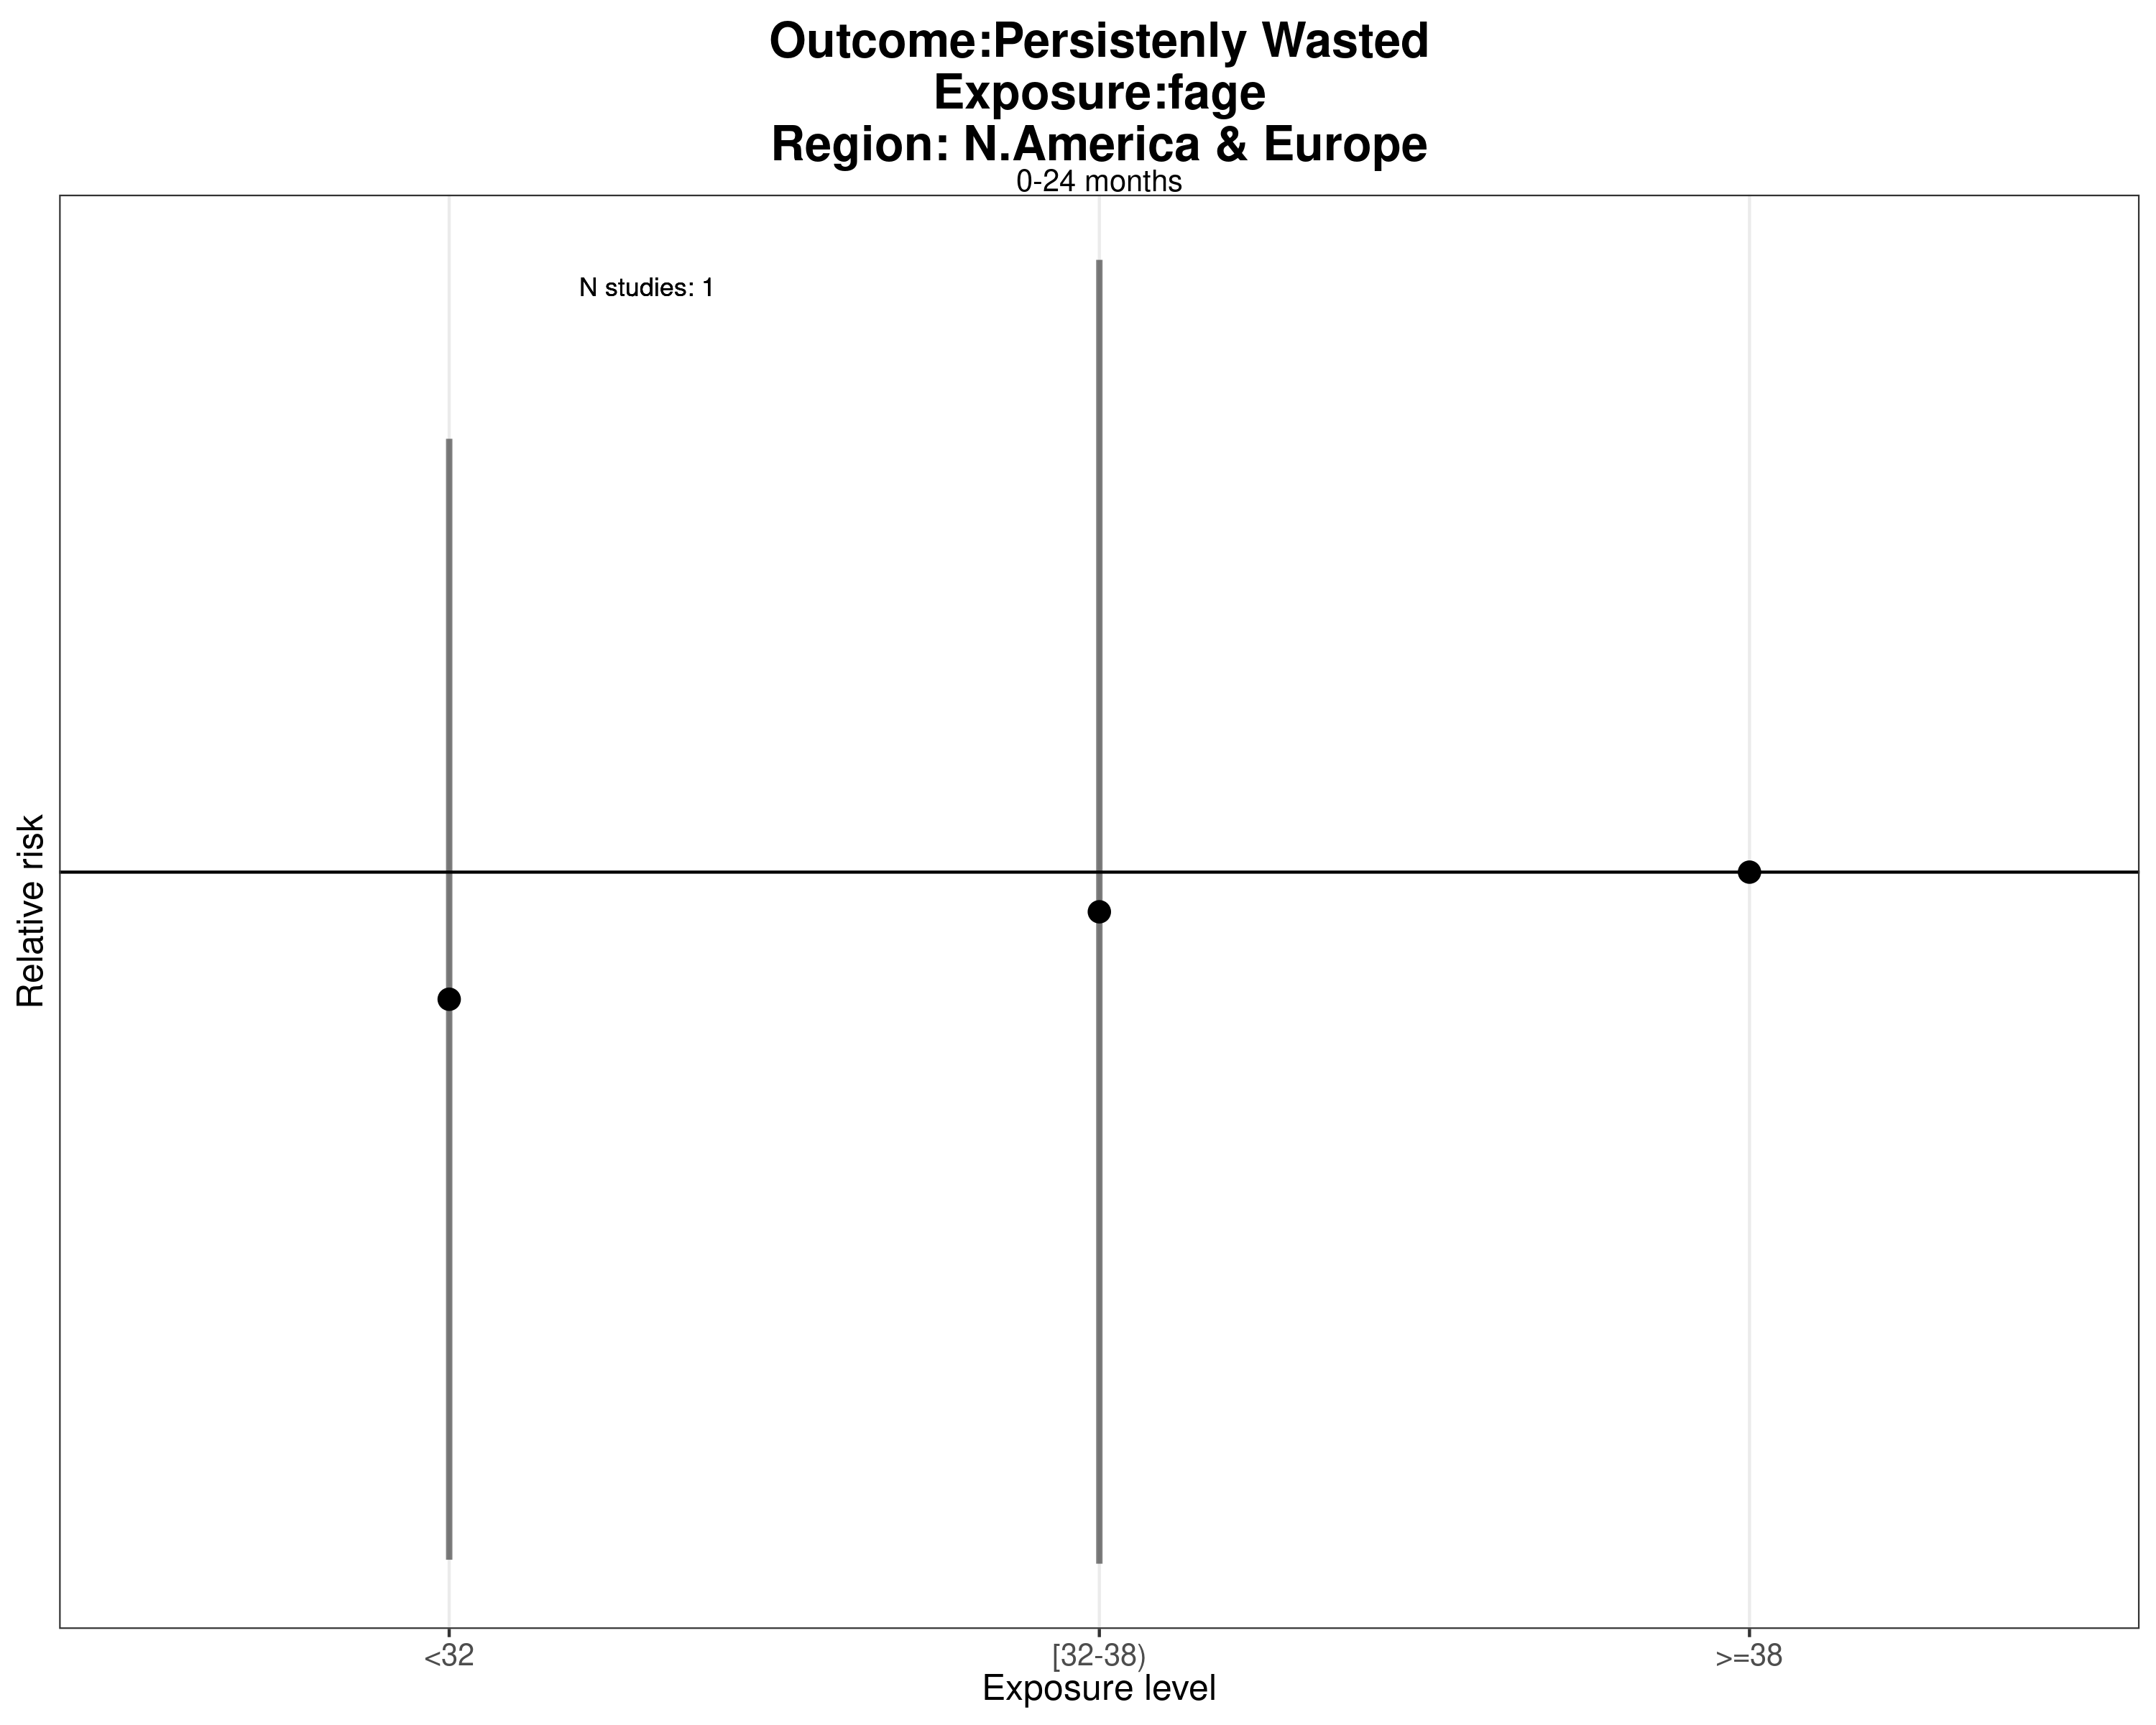 Outcome:Persistenly Wasted
Exposure:fage
Region: N.America & Europe
0-24 months
N studies: 1
Relative risk
<32
[32-38)
>=38
Exposure level